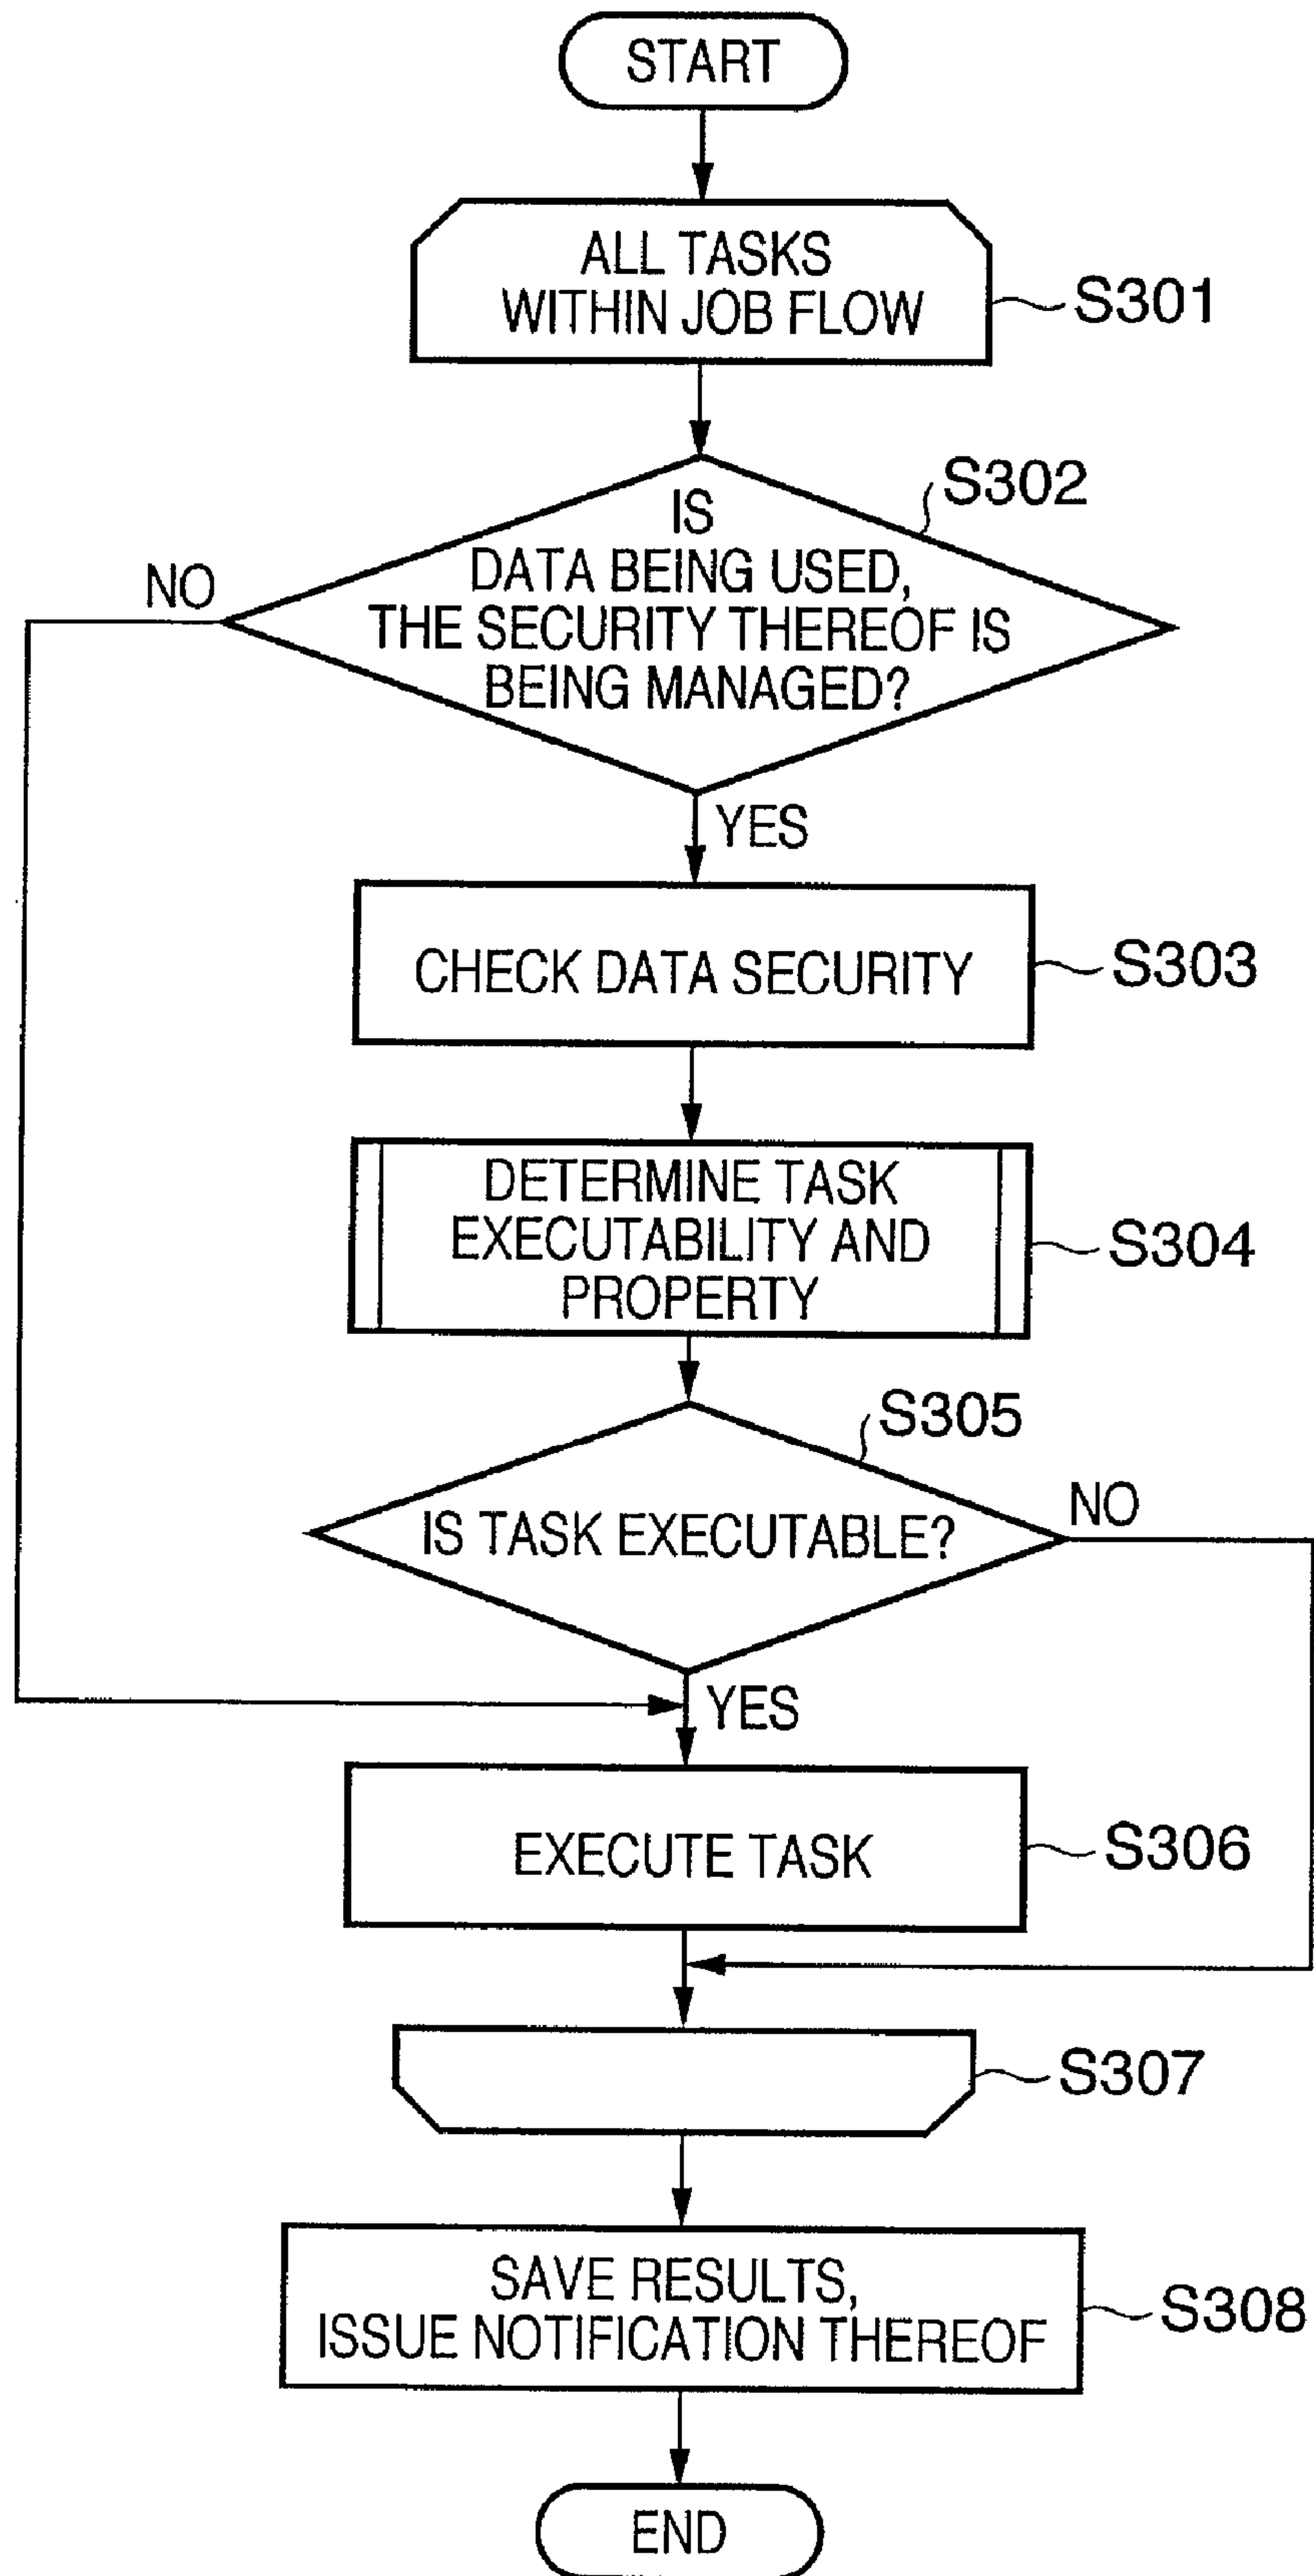 START
ALL TASKS
WITHIN JOB FLOW
S301
S302
IS
DATA BEING USED,
THE SECURITY THEREOF IS
BEING MANAGED?
NO
YES
CHECK DATA SECURITY
S303
DETERMINE TASK
EXECUTABILITY AND
PROPERTY
S304
S305
IS TASK EXECUTABLE?
NO
YES
EXECUTE TASK
S306
S307
SAVE RESULTS,
ISSUE NOTIFICATION THEREOF
S308
END